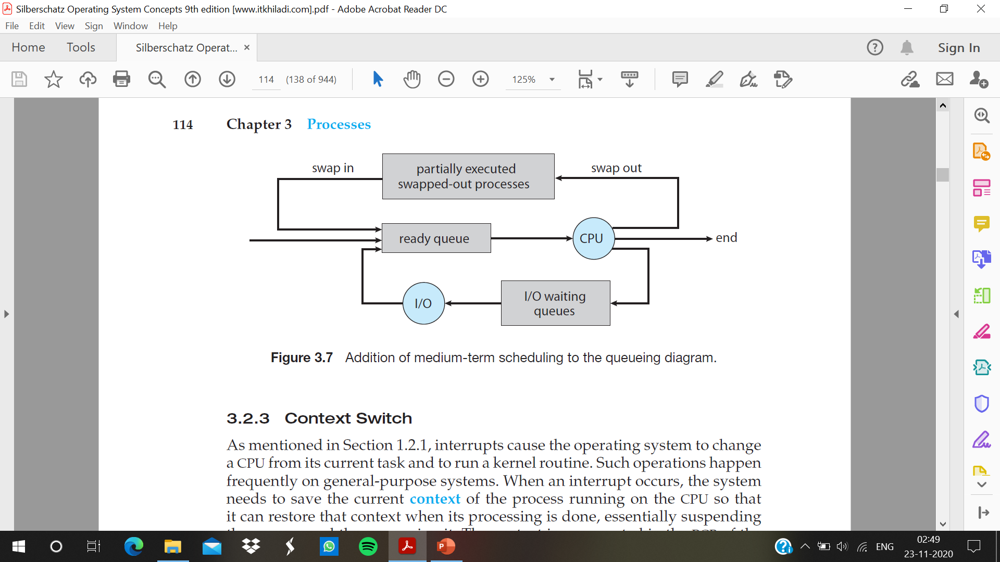 Silberschatz Operating System Concepts 9th edition [www.itkhiladi.com].pdf - Adobe Acrobat Reader DC
File Edit View Sign Window Help
Home Tools Silberschatz Operat... × Sign In
114 (138 of 944) 125%
114 Chapter 3 Processes
swap in
partially executed
swapped-out processes
swap out
ready queue
CPU
end
I/O
I/O waiting
queues
Figure 3.7 Addition of medium-term scheduling to the queueing diagram.
3.2.3 Context Switch
As mentioned in Section 1.2.1, interrupts cause the operating system to change
a CPU from its current task and to run a kernel routine. Such operations happen
frequently on general-purpose systems. When an interrupt occurs, the system
needs to save the current context of the process running on the CPU so that
it can restore that context when its processing is done, essentially suspending
ENG
02:49
23-11-2020